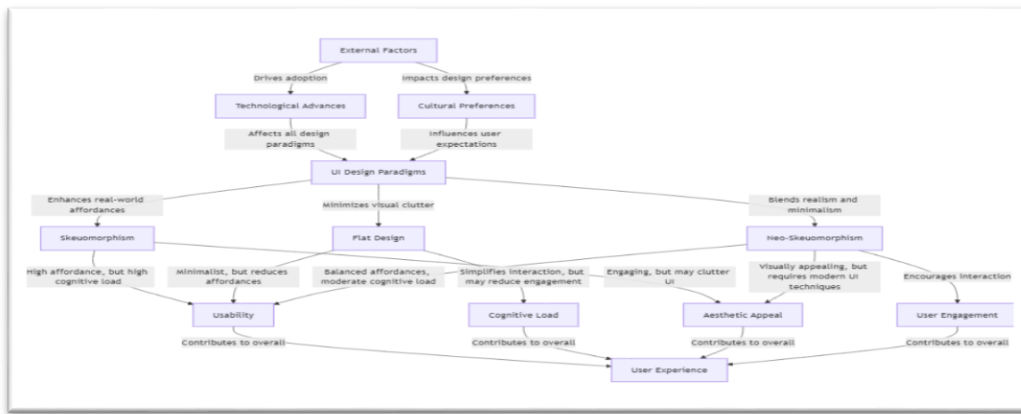 External Factors
Drives adoption
Impacts design preferences
Technological Advances
Cultural Preferences
Affects all design
paradigms
Influences user
expectations
UI Design Paradigms
Enhances real-world
affordances
Minimizes visual clutter
Blends realism and
minimalism
Skeuomorphism
Flat Design
Neo-Skeuomorphism
High affordance, but high
cognitive load
Minimalist, but reduces
affordances
Balanced affordances,
moderate cognitive load
Simplifies interaction, but
may reduce engagement
Engaging, but may clutter
UI
Visually appealing, but
requires modern UI
techniques
Encourages interaction
Usability
Cognitive Load
Aesthetic Appeal
User Engagement
Contributes to overall
Contributes to overall
Contributes to overall
Contributes to overall
User Experience